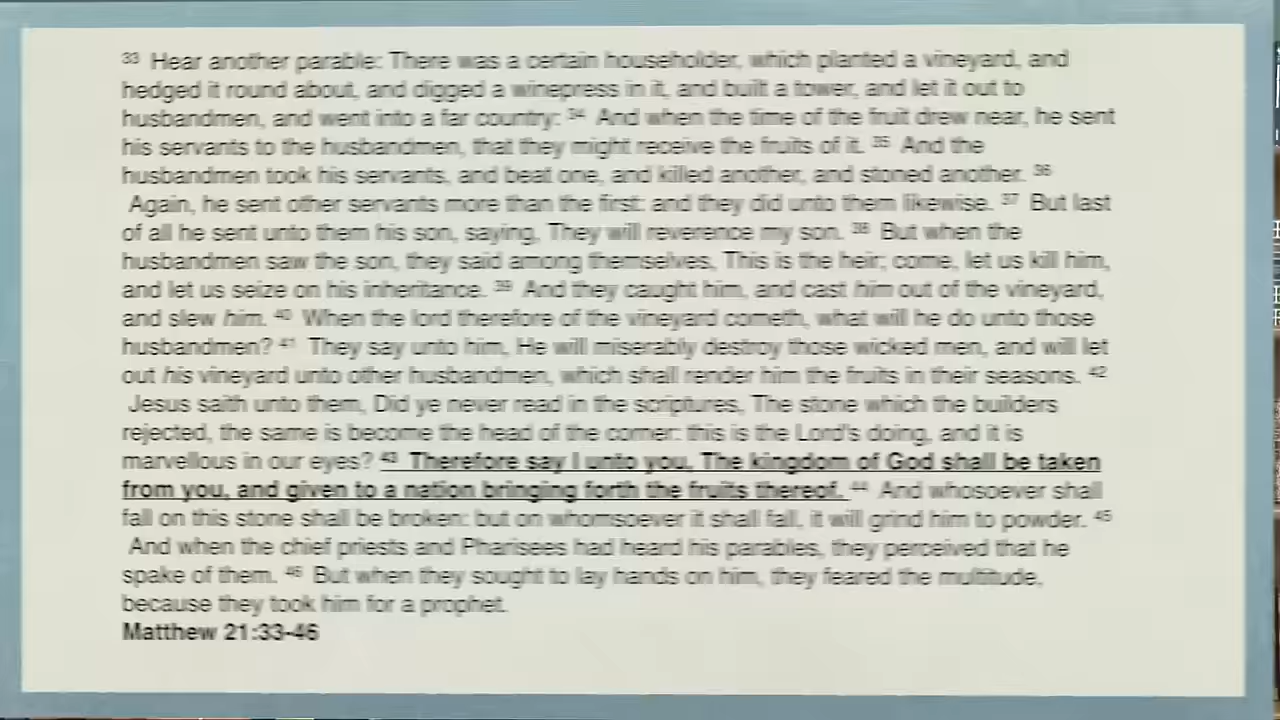 33 Hear another parable: There was a certain householder, which planted a vineyard, and
hedged it round about, and digged a winepress in it, and built a tower, and let it out to
husbandmen, and went into a far country: 34 And when the time of the fruit drew near, he sent
his servants to the husbandmen, that they might receive the fruits of it. 35 And the
husbandmen took his servants, and beat one, and killed another, and stoned another. 36
Again, he sent other servants more than the first: and they did unto them likewise. 37 But last
of all he sent unto them his son, saying, They will reverence my son. 38 But when the
husbandmen saw the son, they said among themselves, This is the heir; come, let us kill him,
and let us seize on his inheritance. 39 And they caught him, and cast him out of the vineyard,
and slew him. 40 When the lord therefore of the vineyard cometh, what will he do unto those
husbandmen? 41 They say unto him, He will miserably destroy those wicked men, and will let
out his vineyard unto other husbandmen, which shall render him the fruits in their seasons. 42
Jesus saith unto them, Did ye never read in the scriptures, The stone which the builders
rejected, the same is become the head of the corner: this is the Lord's doing, and it is
marvellous in our eyes? 43 Therefore say I unto you, The kingdom of God shall be taken
from you, and given to a nation bringing forth the fruits thereof. 44 And whosoever shall
fall on this stone shall be broken: but on whomsoever it shall fall, it will grind him to powder. 45
And when the chief priests and Pharisees had heard his parables, they perceived that he
spake of them. 46 But when they sought to lay hands on him, they feared the multitude,
because they took him for a prophet.
Matthew 21:33-46